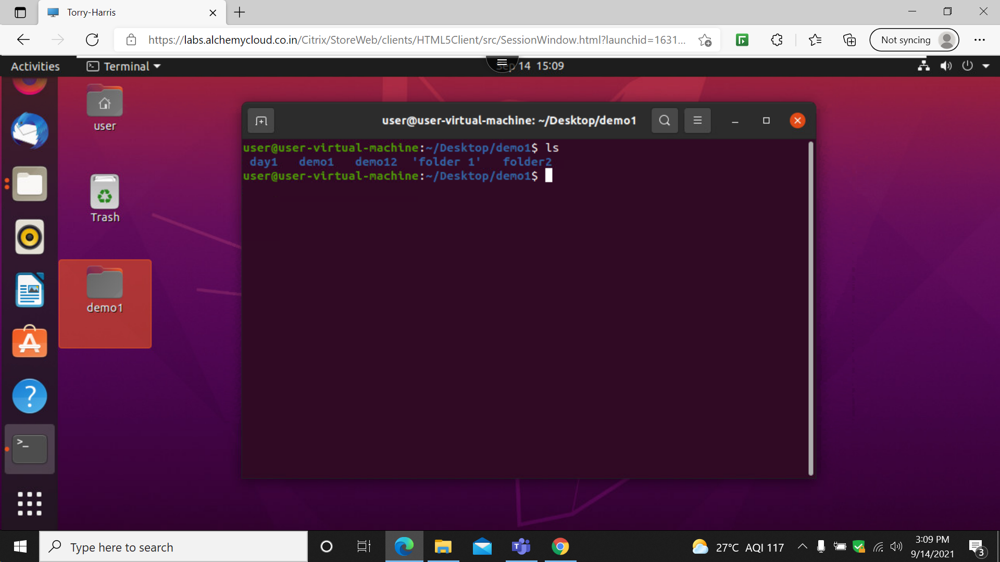 Torry-Harris
https://labs.alchemycloud.co.in/Citrix/StoreWeb/clients/HTML5Client/src/SessionWindow.html?launchid=1631...
Not syncing
Activities
Terminal
Sep 14 15:09
user
Trash
demo1
user@user-virtual-machine: ~/Desktop/demo1
user@user-virtual-machine:~/Desktop/demo1$ ls
day1 demo1 demo12 'folder 1' folder2
user@user-virtual-machine:~/Desktop/demo1$
Type here to search
27°C AQI 117
3:09 PM
9/14/2021
3